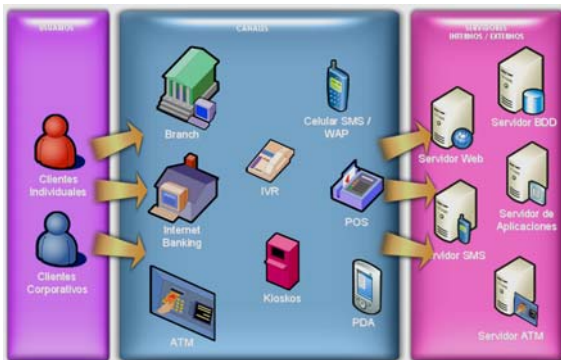 USUARIOS
CANALES
SERVIDORES
INTERNOS / EXTERNOS
Branch
Celular SMS /
WAP
Servidor Web
Servidor BDD
Clientes
Individuales
IVR
Internet
Banking
POS
Servidor SMS
Servidor de
Aplicaciones
Clientes
Corporativos
Kioskos
ATM
PDA
Servidor ATM